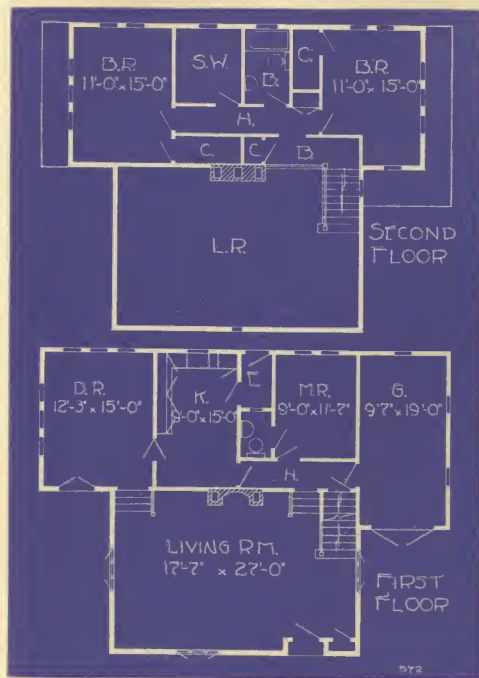 B.R.
11'-0" x 15'-0"
S.W.
B.
C.
B.R.
11'-0" x 15'-0"
H.
C.
C.
B.
L.R.
SECOND
FLOOR
D.R.
12'-3" x 15'-0"
K.
9'-0" x 15'-0"
E.
M.R.
9'-0" x 11'-7"
G.
9'7" x 19'-0"
H.
LIVING RM.
17'-7" x 27'-0"
FIRST
FLOOR
572